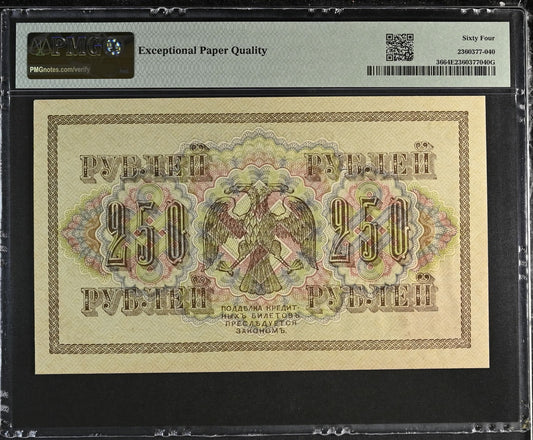 PMG
PMGnotes.com/verify
Exceptional Paper Quality
Sixty Four
2360377-040
3664E2360377040G
РУБЛЕЙ РУБЛЕЙ
250 250
РУБЛЕЙ РУБЛЕЙ
ПОДДѢЛКА КРЕДИТ-
НЫХЪ БИЛЕТОВЪ
ПРЕСЛѢДУЕТСЯ
ЗАКОНОМЪ.